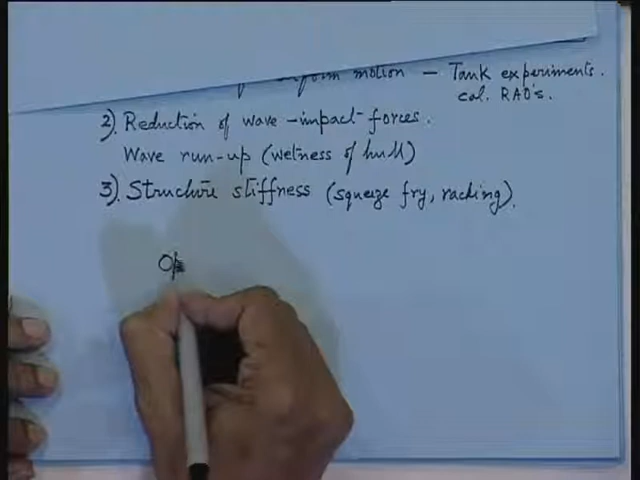 motion – Tank experiments.
cal. RAO's.
2). Reduction of wave-impact forces.
Wave run-up (wetness of hull)
3). Structure stiffness (squeeze fry, racking).